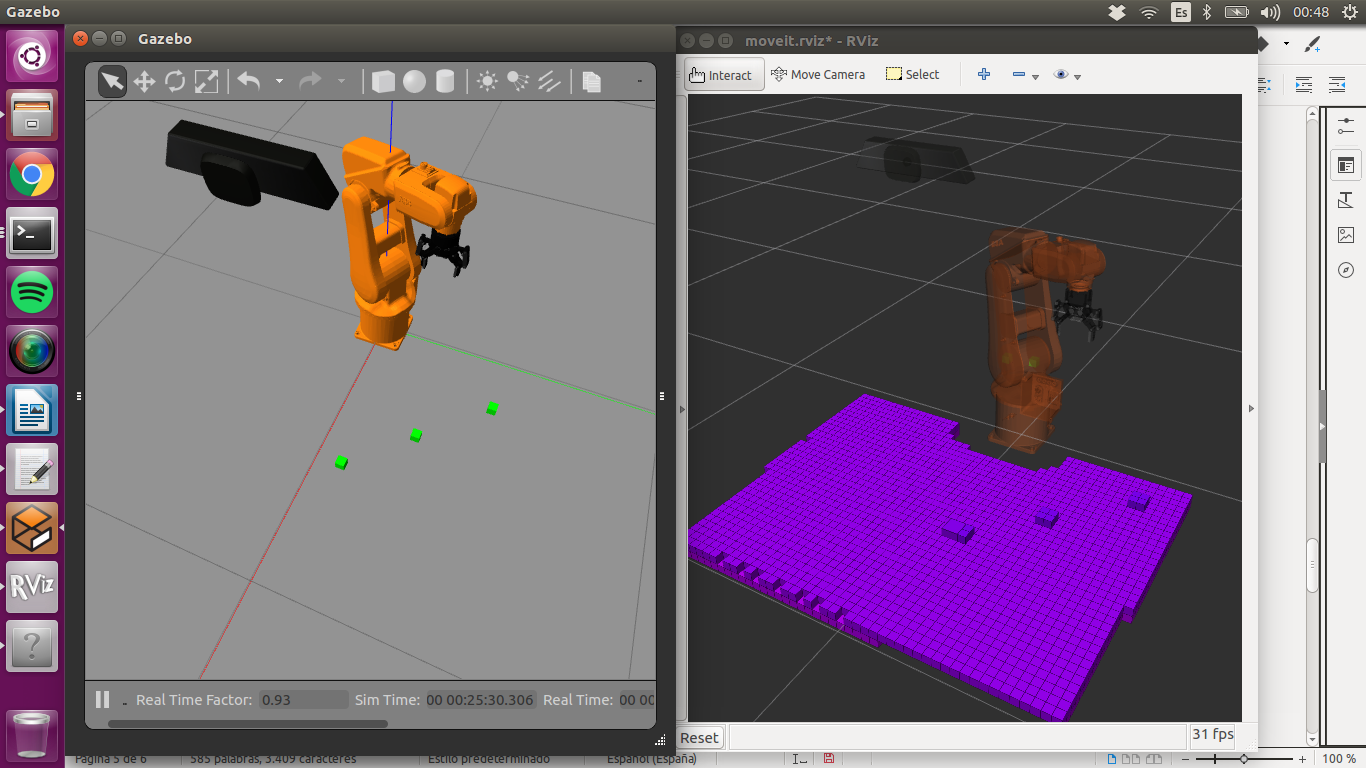 Gazebo
Es
00:48
Gazebo
moveit.rviz* - RViz
Interact
Move Camera
Select
Real Time Factor:
0.93
Sim Time:
00 00:25:30.306
Real Time:
00 00
Reset
31 fps
Página 5 de 6
585 palabras, 3.409 caracteres
Estilo predeterminado
Español (España)
100 %
RViz